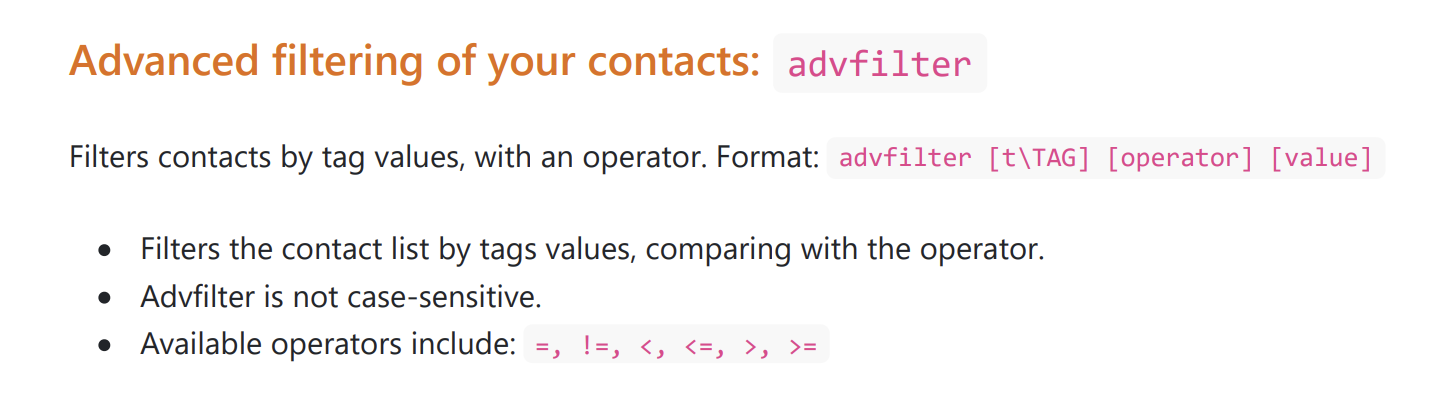 Advanced filtering of your contacts: advfilter
Filters contacts by tag values, with an operator. Format: advfilter [t\TAG] [operator] [value]
• Filters the contact list by tags values, comparing with the operator.
• Advfilter is not case-sensitive.
• Available operators include: =, !=, <, <=, >, >=